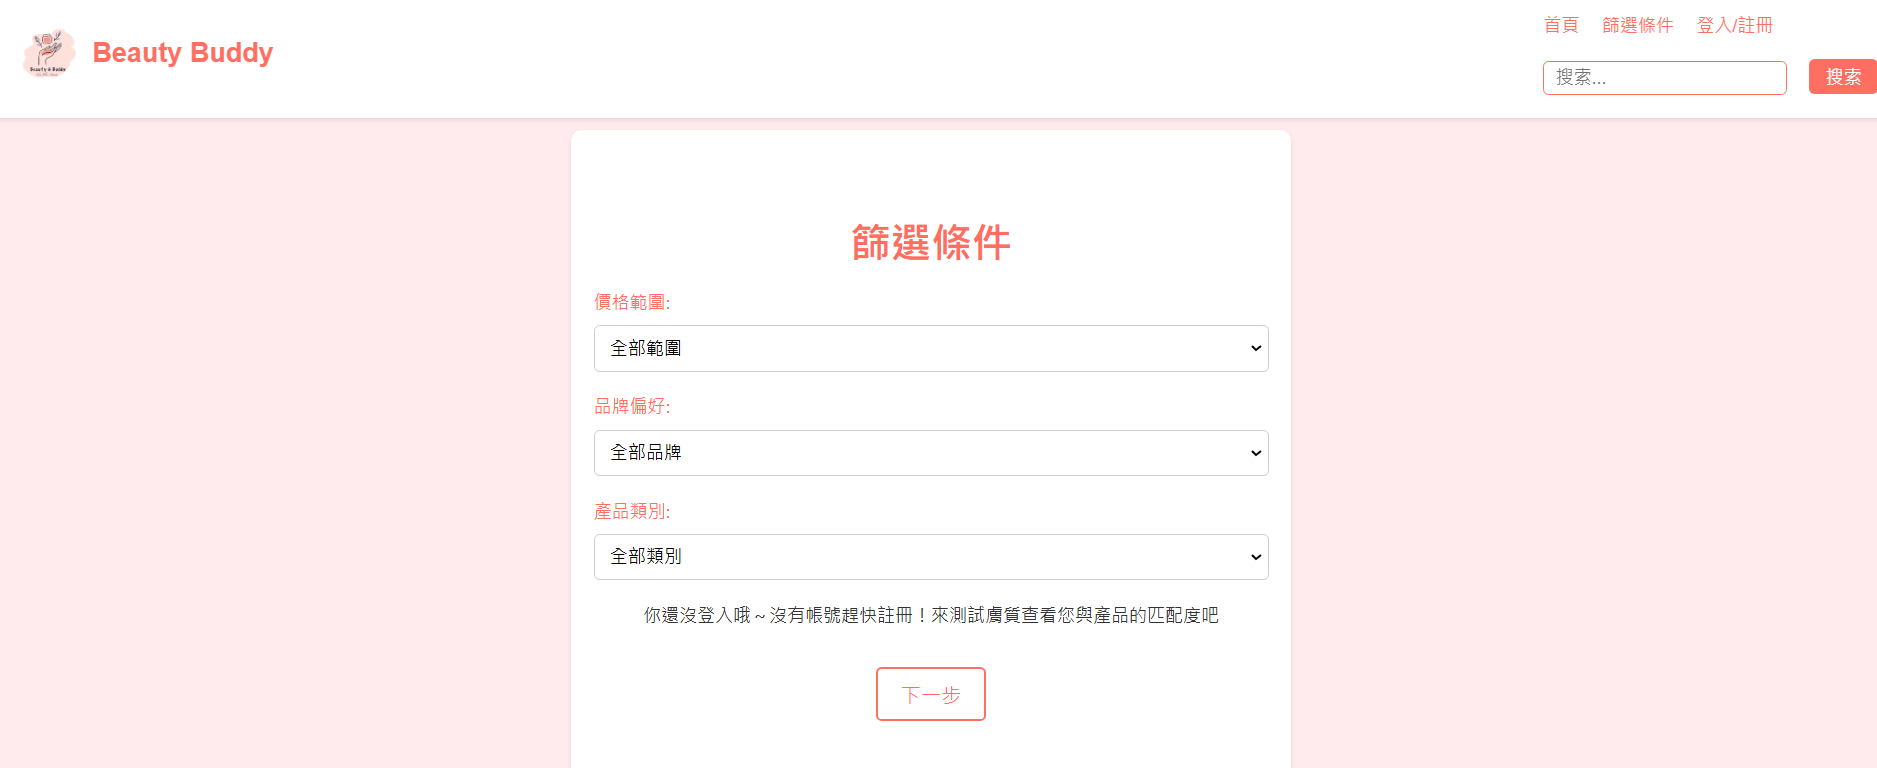 Beauty & Buddy
Beauty Buddy
首頁 篩選條件 登入/註冊
搜索...
搜索
篩選條件
價格範圍:
全部範圍
品牌偏好:
全部品牌
產品類別:
全部類別
你還沒登入哦~沒有帳號趕快註冊！來測試膚質查看您與產品的匹配度吧
下一步